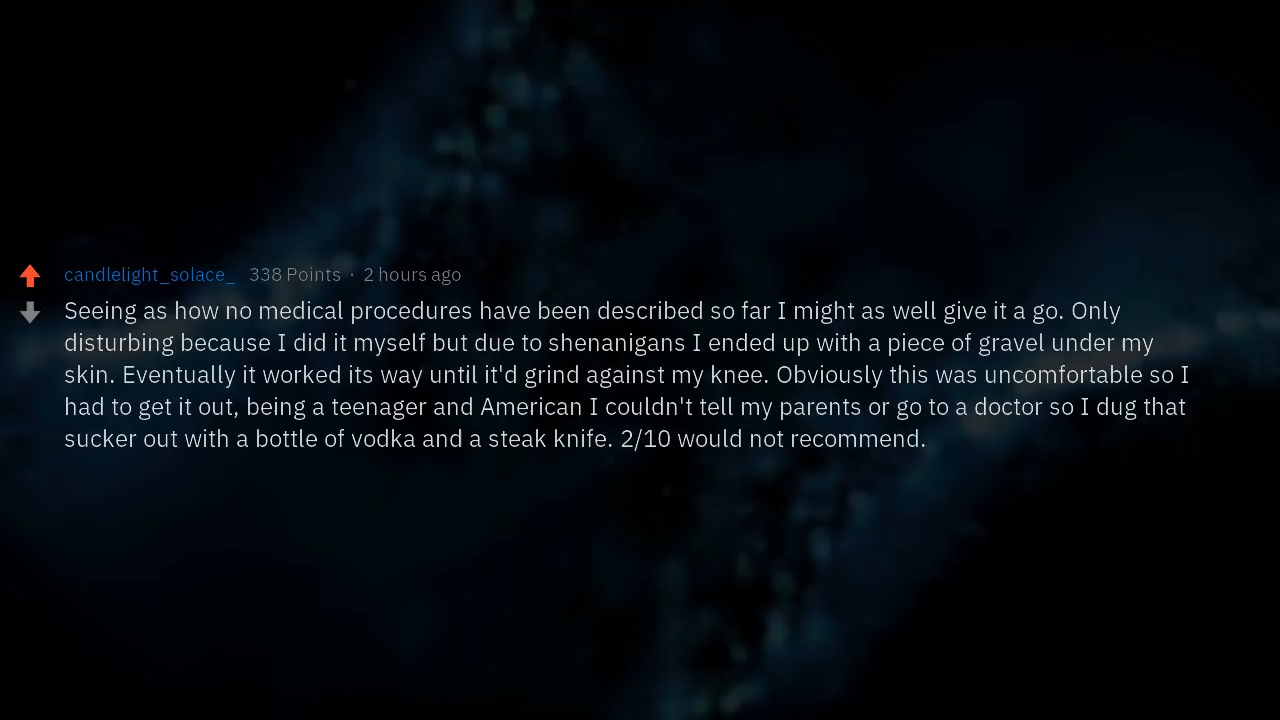 candlelight_solace_ 338 Points · 2 hours ago
Seeing as how no medical procedures have been described so far I might as well give it a go. Only
disturbing because I did it myself but due to shenanigans I ended up with a piece of gravel under my
skin. Eventually it worked its way until it'd grind against my knee. Obviously this was uncomfortable so I
had to get it out, being a teenager and American I couldn't tell my parents or go to a doctor so I dug that
sucker out with a bottle of vodka and a steak knife. 2/10 would not recommend.